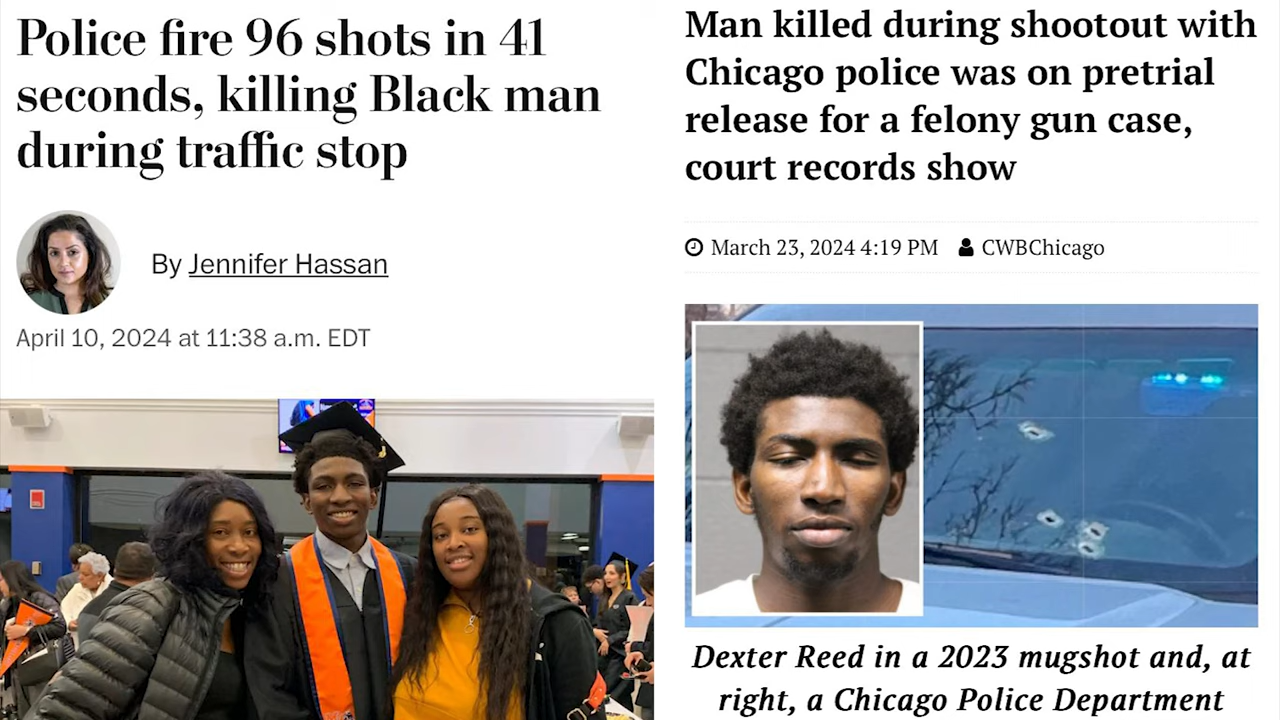 Police fire 96 shots in 41
seconds, killing Black man
during traffic stop
By Jennifer Hassan
April 10, 2024 at 11:38 a.m. EDT
Man killed during shootout with
Chicago police was on pretrial
release for a felony gun case,
court records show
March 23, 2024 4:19 PM CWBChicago
Dexter Reed in a 2023 mugshot and, at
right, a Chicago Police Department